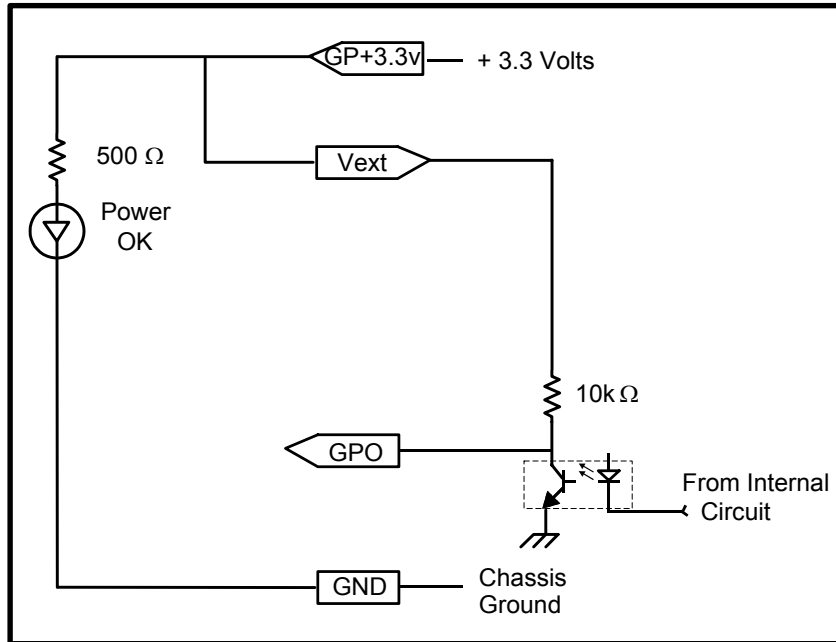 GP+3.3v
+ 3.3 Volts
500 Ω
Vext
Power
OK
10k Ω
GPO
From Internal
Circuit
GND
Chassis
Ground